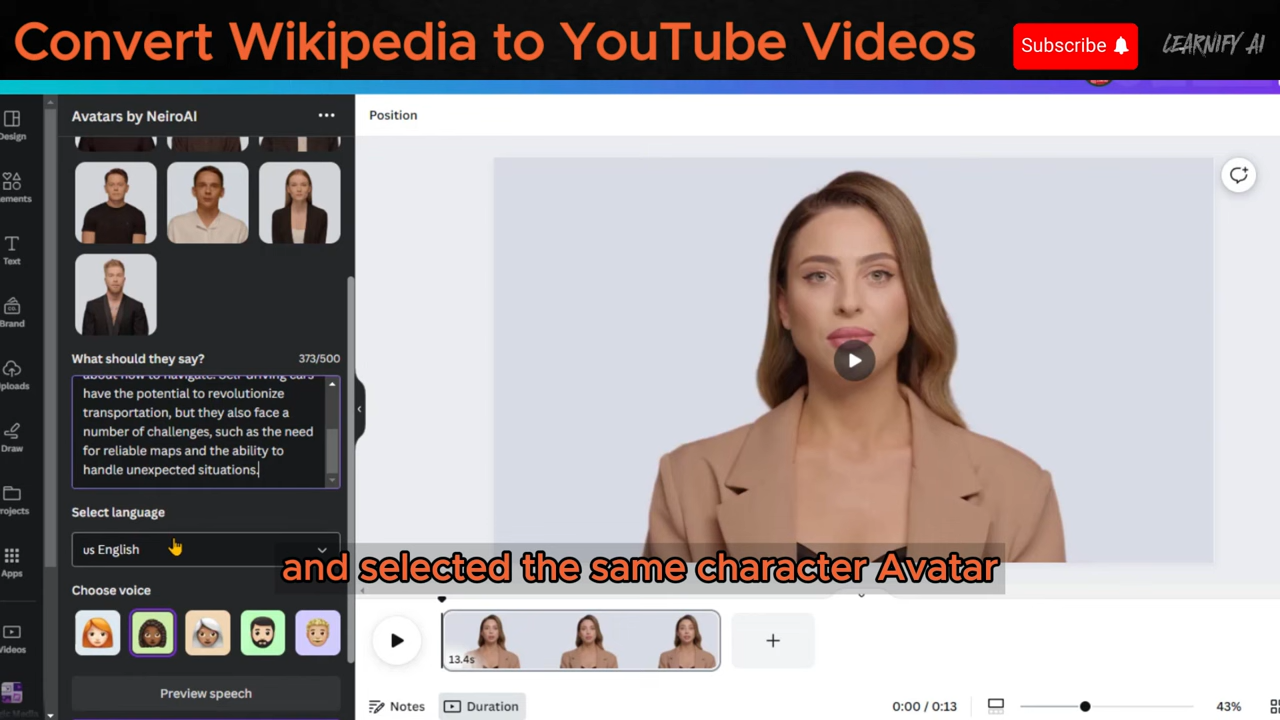 Convert Wikipedia to YouTube Videos
Subscribe
LEARNIFY AI
Avatars by NeiroAI
Position
Design
ements
Text
Brand
ploads
Draw
rojects
Apps
Videos
What should they say?
373/500
have the potential to revolutionize
transportation, but they also face a
number of challenges, such as the need
for reliable maps and the ability to
handle unexpected situations.
Select language
us English
Choose voice
Preview speech
and selected the same character Avatar
13.4s
Notes
Duration
0:00 / 0:13
43%